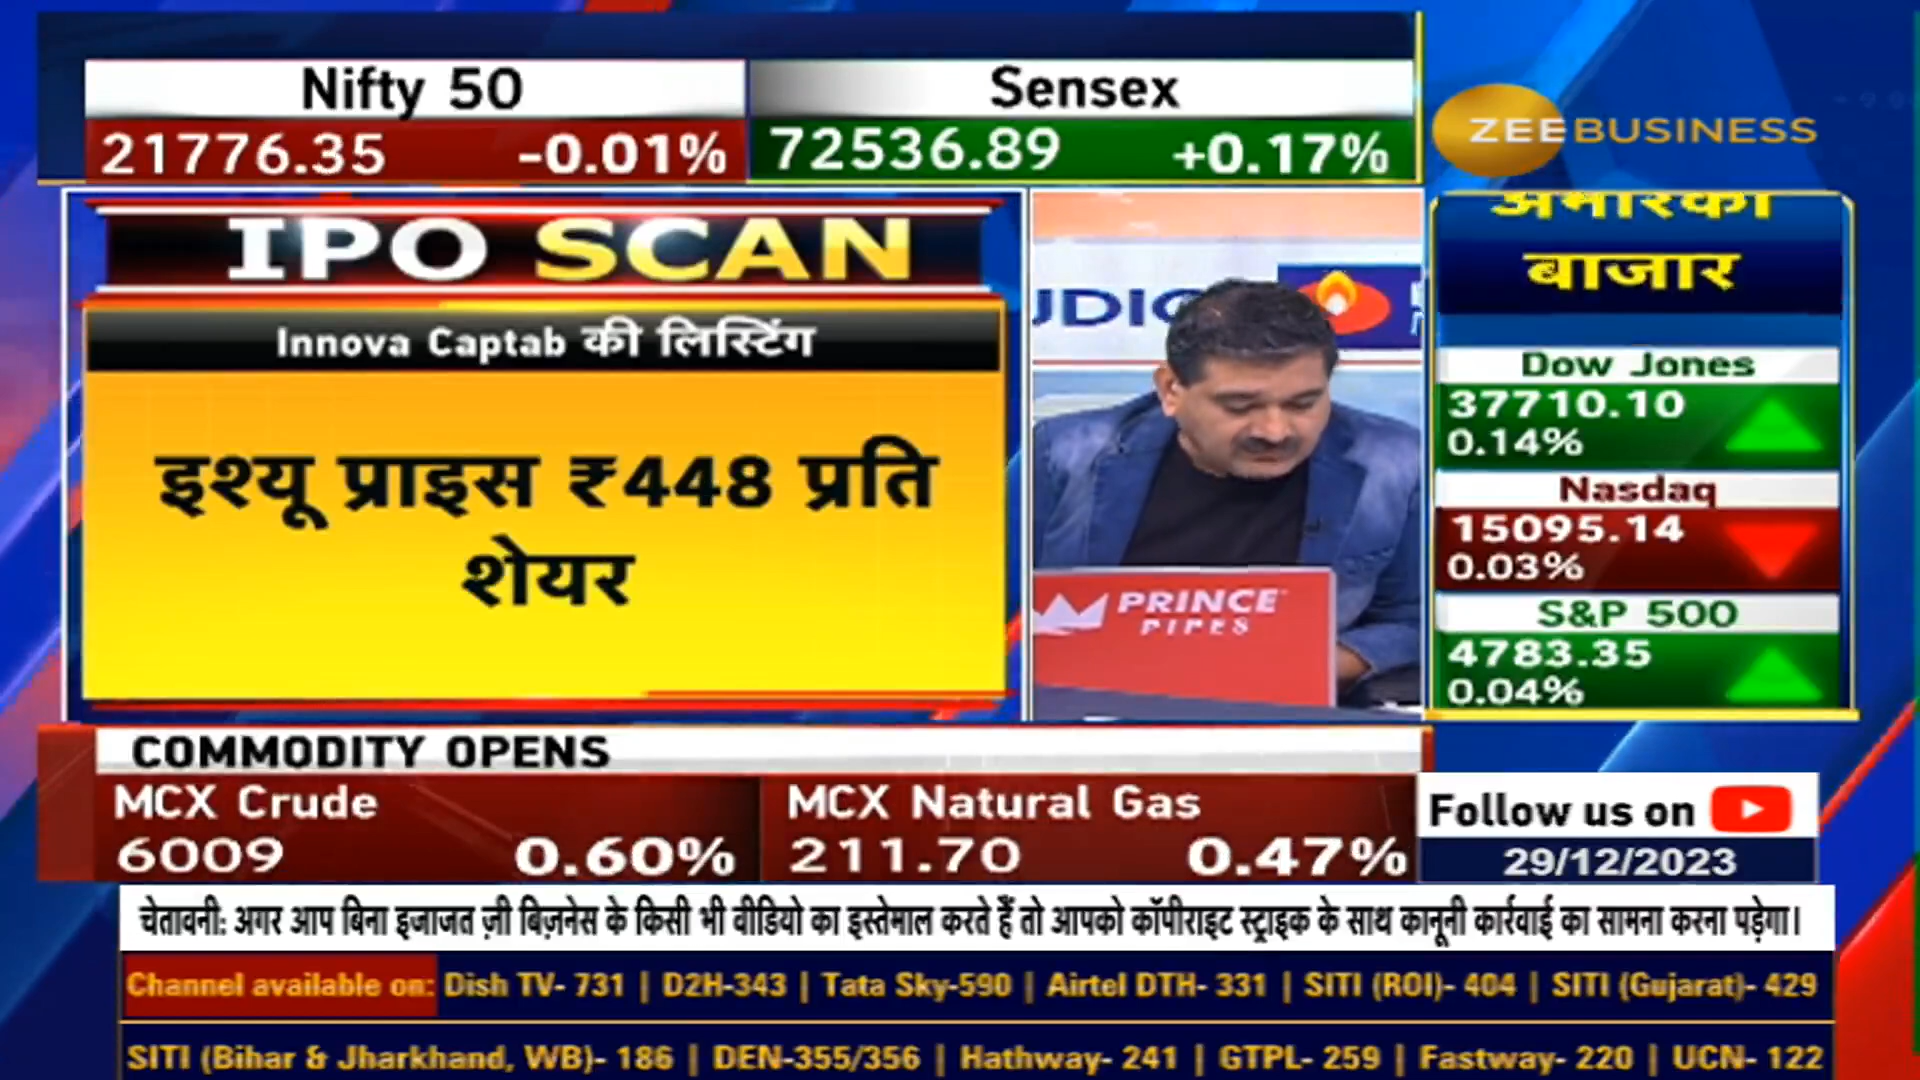 Nifty 50
21776.35 -0.01%
Sensex
72536.89 +0.17%
ZEEBUSINESS
IPO SCAN
Innova Captab की लिस्टिंग
इश्यू प्राइस ₹448 प्रति
शेयर
PRINCE
PIPES
अमेरिका
बाजार
Dow Jones
37710.10
0.14%
Nasdaq
15095.14
0.03%
S&P 500
4783.35
0.04%
COMMODITY OPENS
MCX Crude
6009 0.60%
MCX Natural Gas
211.70 0.47%
Follow us on
29/12/2023
चेतावनी: अगर आप बिना इजाजत ज़ी बिज़नेस के किसी भी वीडियो का इस्तेमाल करते हैं तो आपको कॉपीराइट स्ट्राइक के साथ कानूनी कार्रवाई का सामना करना पड़ेगा।
Channel available on: Dish TV- 731 | D2H-343 | Tata Sky-590 | Airtel DTH- 331 | SITI (ROI)- 404 | SITI (Gujarat)- 429
SITI (Bihar & Jharkhand, WB)- 186 | DEN-355/356 | Hathway- 241 | GTPL- 259 | Fastway- 220 | UCN- 122